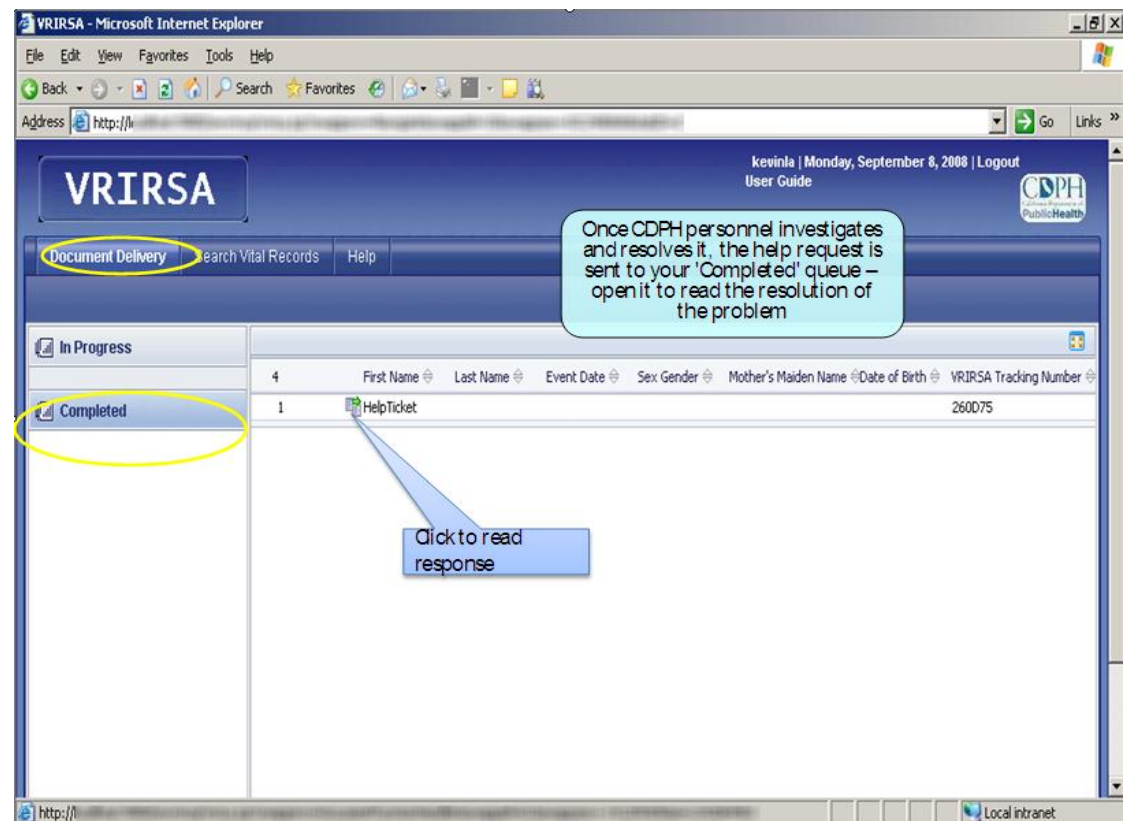 VRIRSA - Microsoft Internet Explorer
File Edit View Favorites Tools Help
Back Search Favorites
Address http:// Go Links »
kevinla | Monday, September 8, 2008 | Logout
User Guide
VRIRSA
CDPH
PublicHealth
Document Delivery Search Vital Records Help
Once CDPH personnel investigates
and resolves it, the help request is
sent to your 'Completed' queue –
open it to read the resolution of
the problem
In Progress
4 First Name Last Name Event Date Sex Gender Mother's Maiden Name Date of Birth VRIRSA Tracking Number
Completed
1 HelpTicket 260D75
Click to read
response
http:// Local intranet